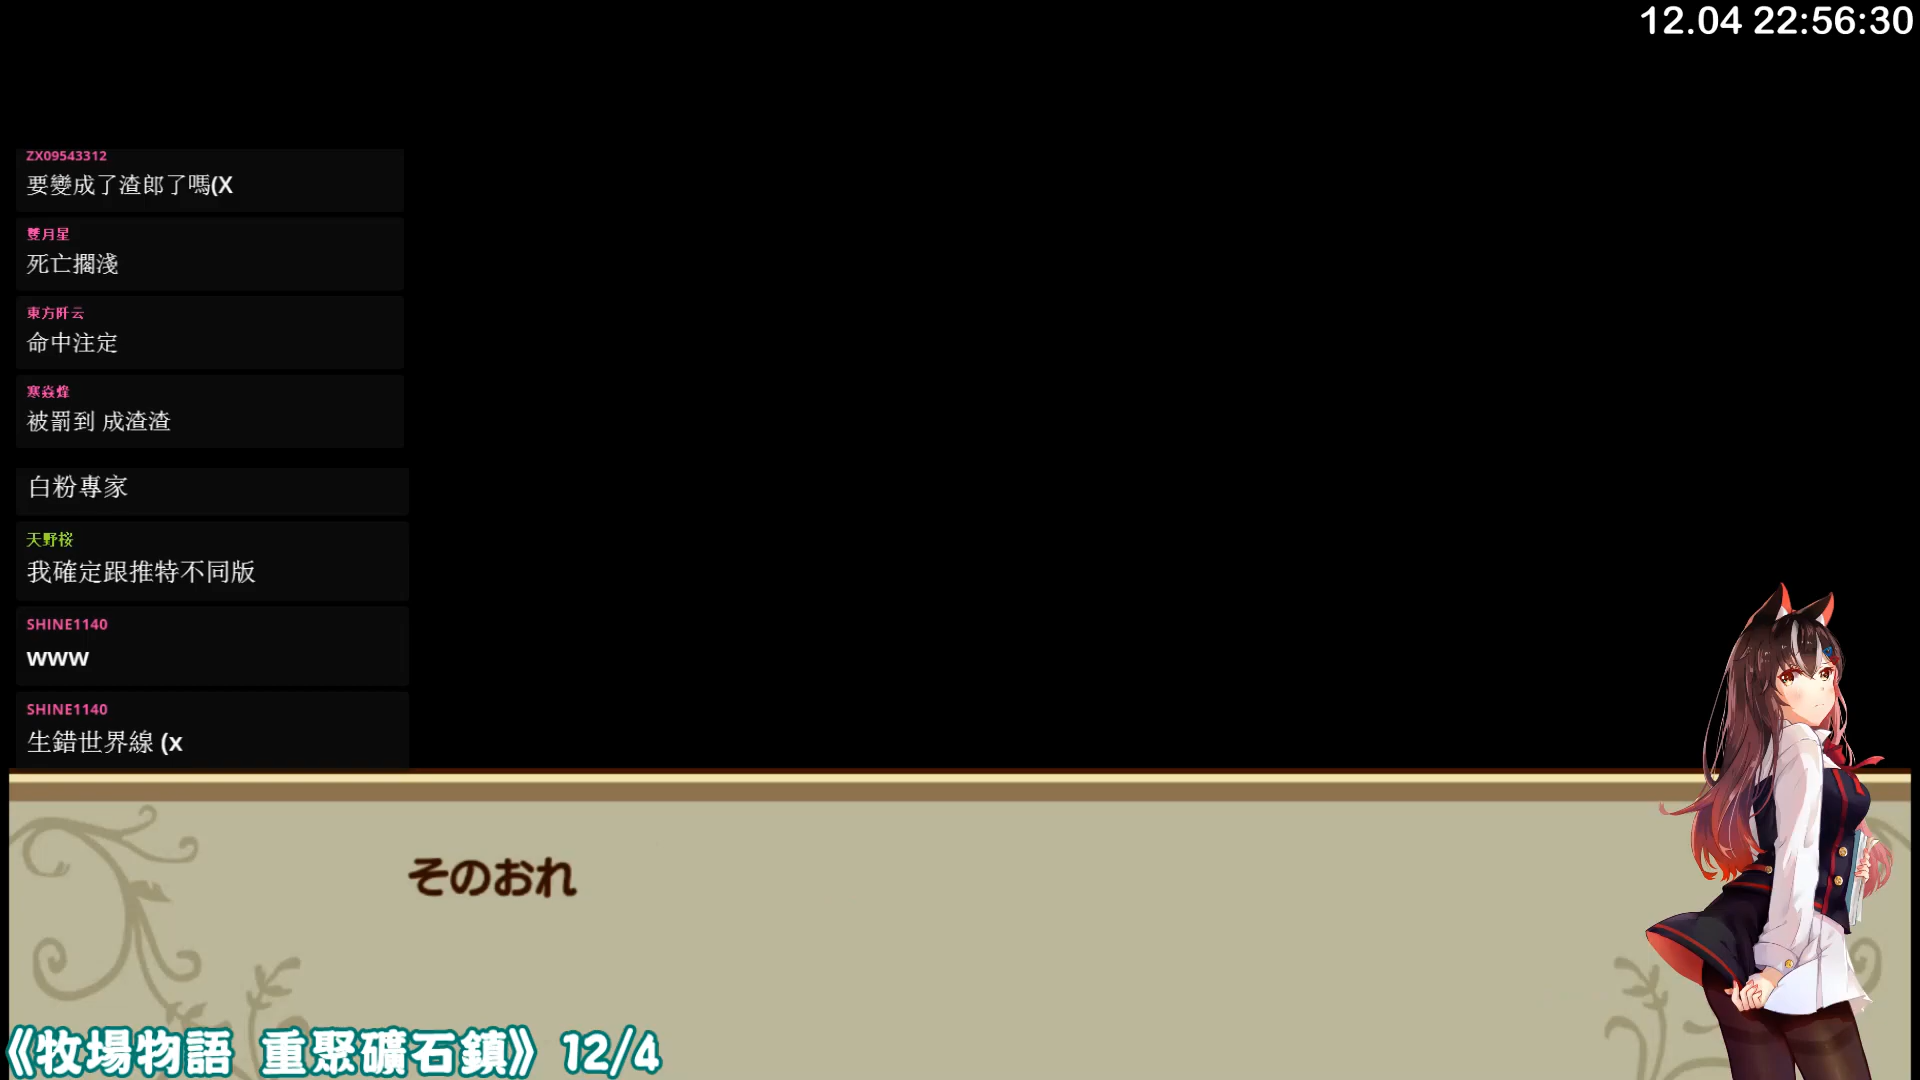 12.04 22:56:30
ZX09543312
要變成了渣郎了嗎(X
雙月星
死亡擱淺
東方阡云
命中注定
寒焱煒
被罰到 成渣渣
白粉專家
天野桜
我確定跟推特不同版
SHINE1140
www
SHINE1140
生錯世界線 (x
そのおれ
《牧場物語 重聚礦石鎮》 12/4